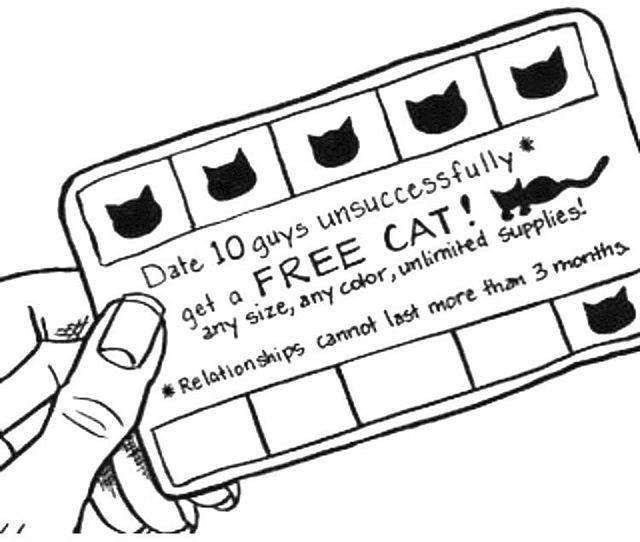 Date 10 guys unsuccessfully*
get a FREE CAT!
any size, any color, unlimited supplies!
*Relationships cannot last more than 3 months.